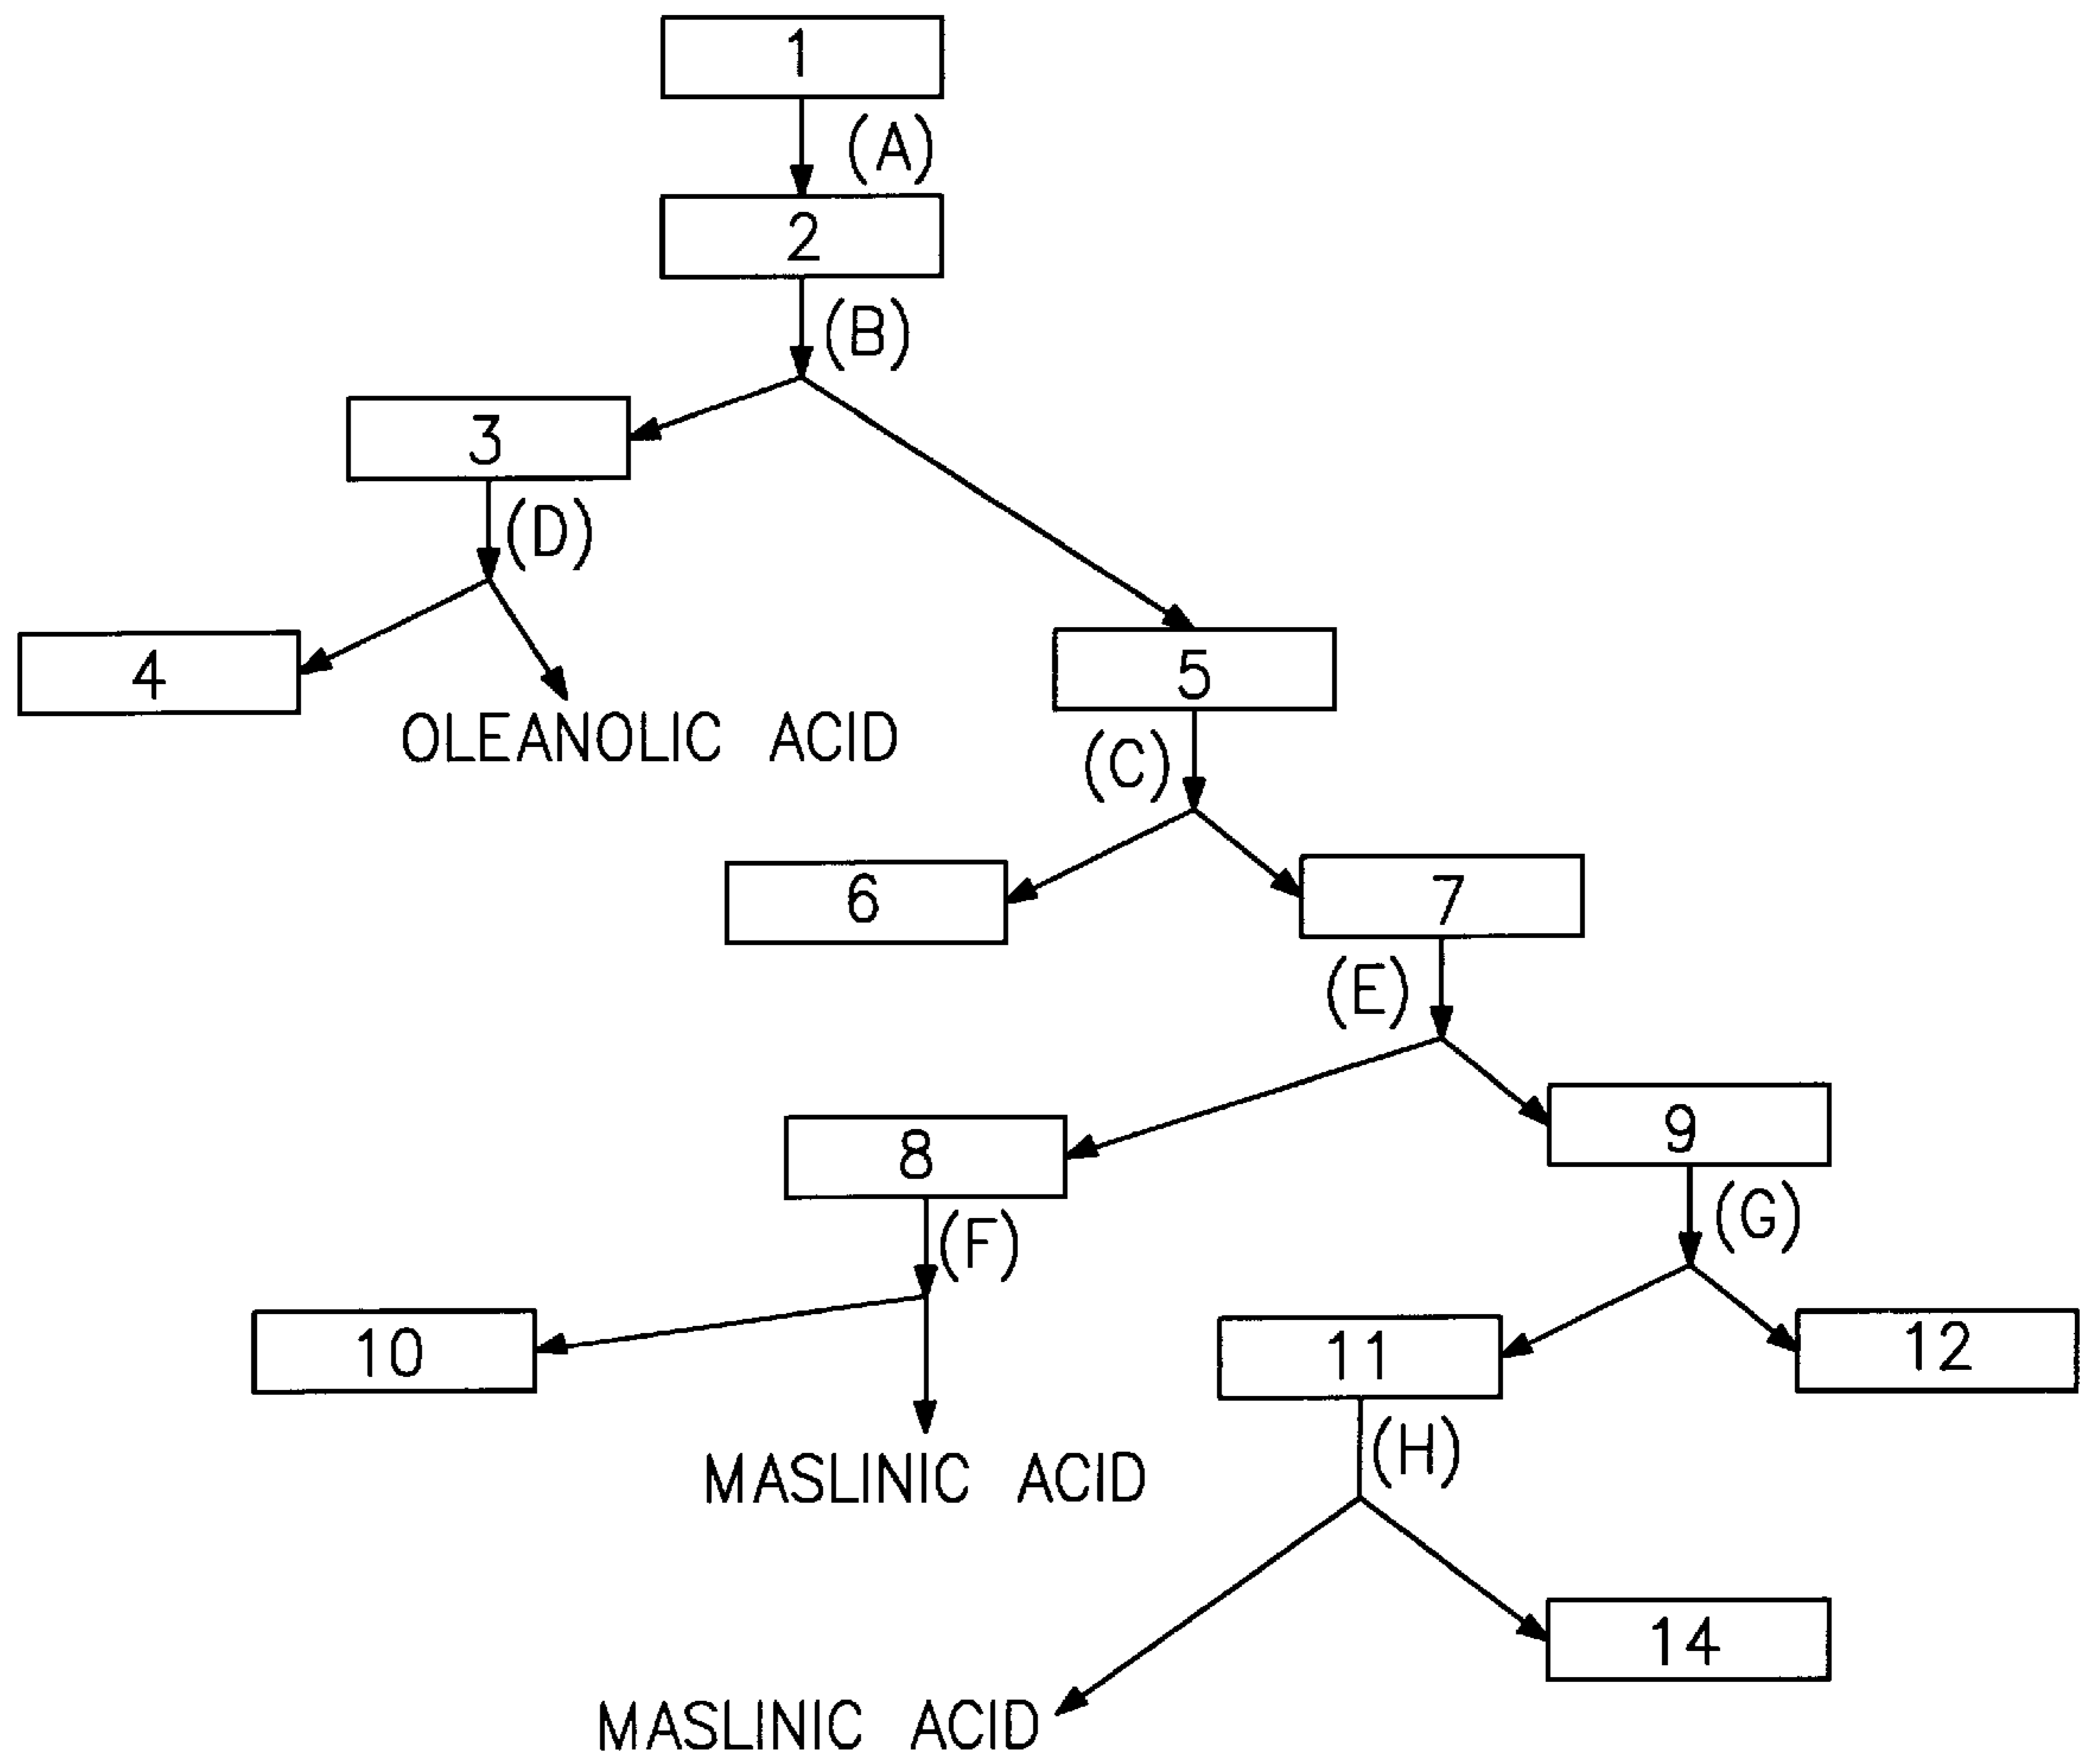 1
(A)
2
(B)
3
(D)
4
OLEANOLIC ACID
5
(C)
6
7
(E)
8
9
(F)
(G)
10
11
12
MASLINIC ACID
(H)
14
MASLINIC ACID